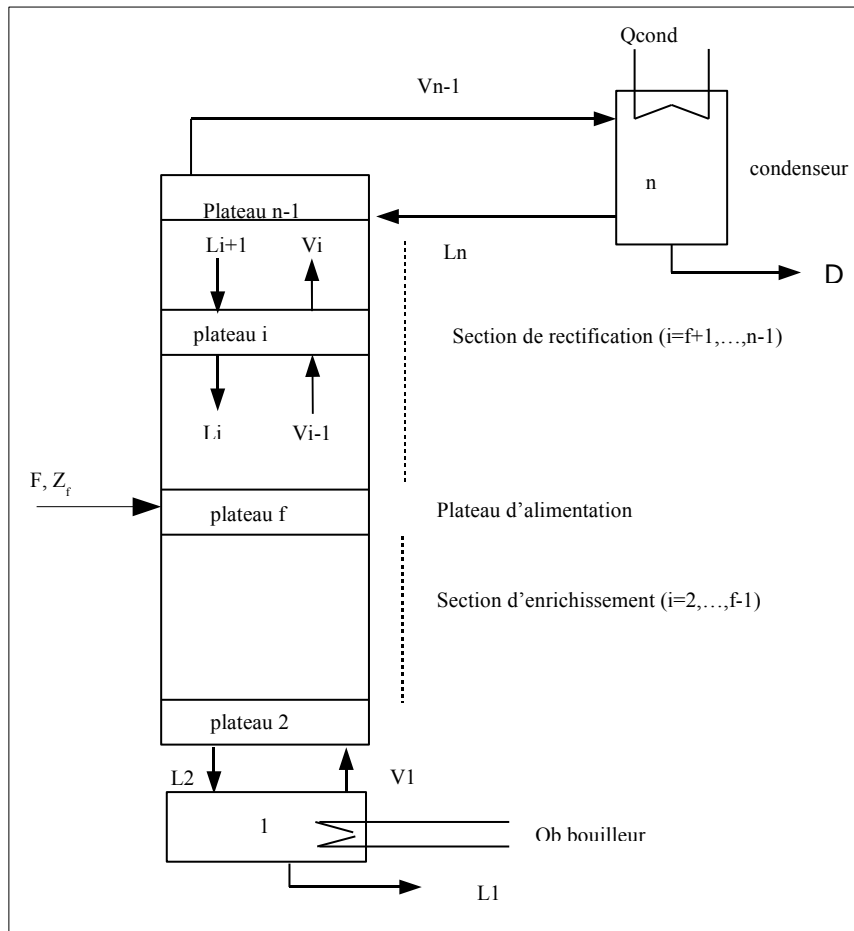 Qcond
Vn-1
condenseur
n
Plateau n-1
Li+1 Vi
Ln
D
plateau i
Section de rectification (i=f+1,…,n-1)
Li Vi-1
F, Zf
plateau f
Plateau d’alimentation
Section d’enrichissement (i=2,…,f-1)
plateau 2
L2
V1
1
Qb bouilleur
L1